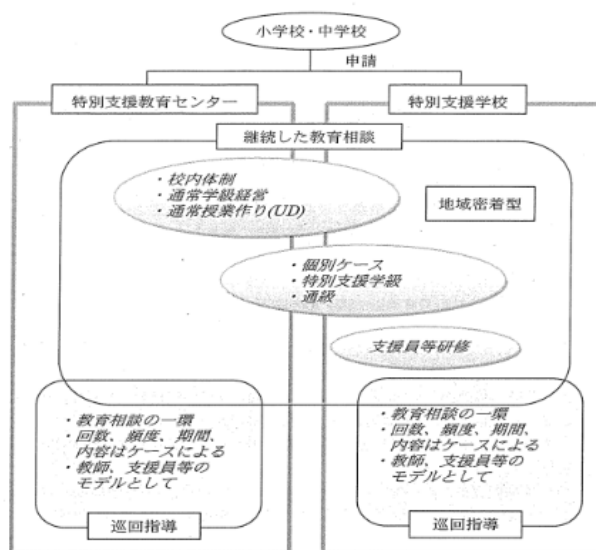 小学校・中学校
申請
特別支援教育センター
特別支援学校
継続した教育相談
・校内体制
・通常学級経営
・通常授業作り(UD)
地域密着型
・個別ケース
・特別支援学級
・通級
支援員等研修
・教育相談の一環
・回数、頻度、期間、
内容はケースによる
・教師、支援員等の
モデルとして
巡回指導
・教育相談の一環
・回数、頻度、期間、
内容はケースによる
・教師、支援員等の
モデルとして
巡回指導